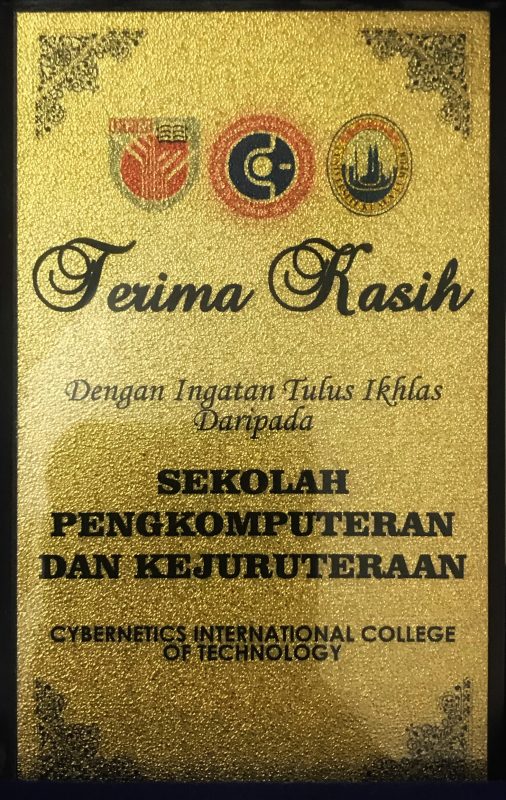 Terima Kasih
Dengan Ingatan Tulus Ikhlas
Daripada
SEKOLAH
PENGKOMPUTERAN
DAN KEJURUTERAAN
CYBERNETICS INTERNATIONAL COLLEGE
OF TECHNOLOGY